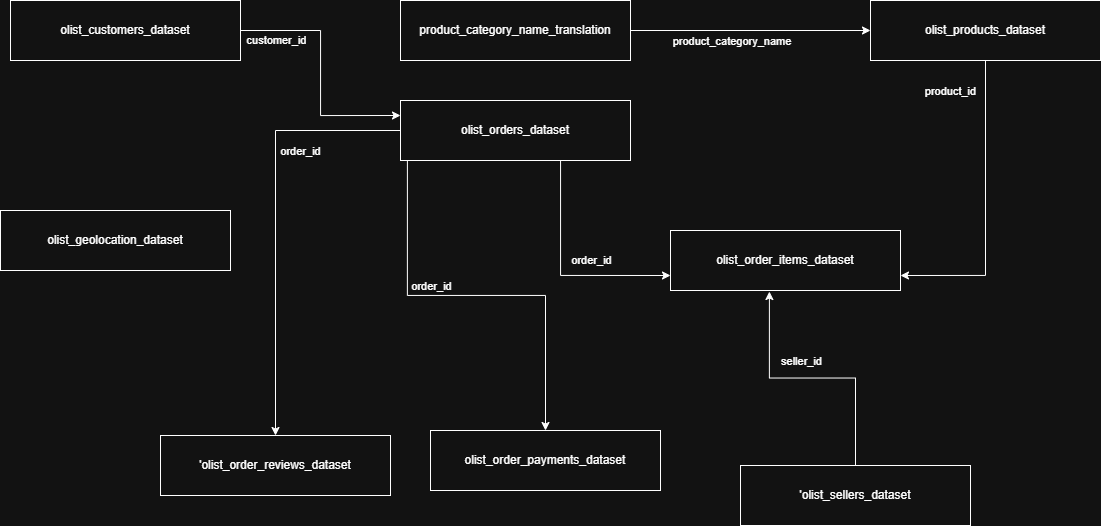 olist_customers_dataset
product_category_name_translation
olist_products_dataset
customer_id
product_category_name
product_id
olist_orders_dataset
order_id
olist_geolocation_dataset
order_id
olist_order_items_dataset
order_id
seller_id
'olist_order_reviews_dataset
olist_order_payments_dataset
'olist_sellers_dataset